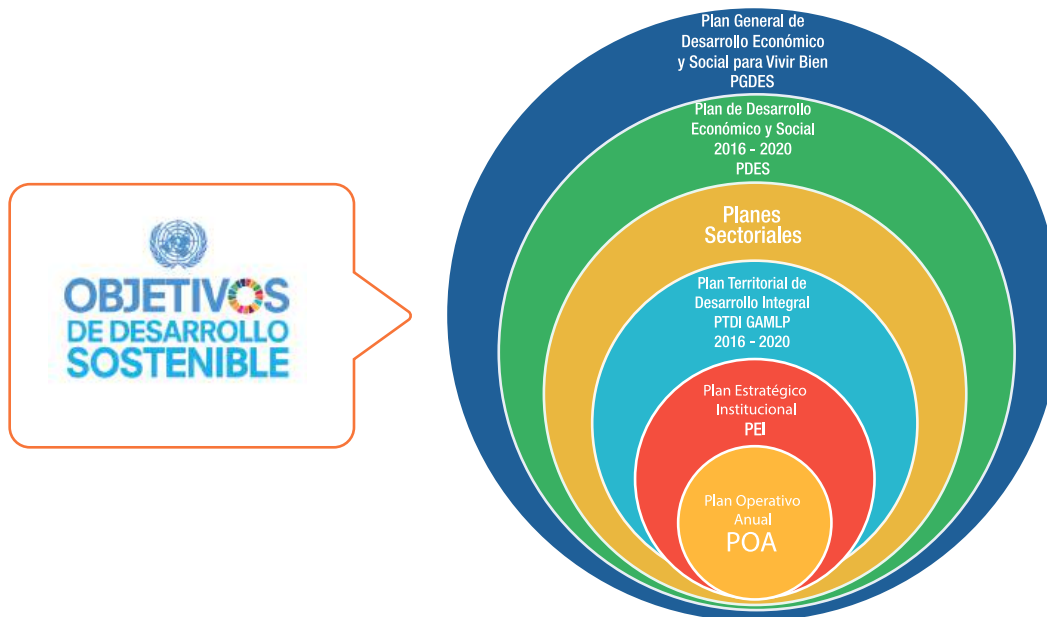 OBJETIVOS
DE DESARROLLO
SOSTENIBLE
Plan General de
Desarrollo Económico
y Social para Vivir Bien
PGDES
Plan de Desarrollo
Económico y Social
2016 - 2020
PDES
Planes
Sectoriales
Plan Territorial de
Desarrollo Integral
PTDI GAMLP
2016 - 2020
Plan Estratégico
Institucional
PEI
Plan Operativo
Anual
POA